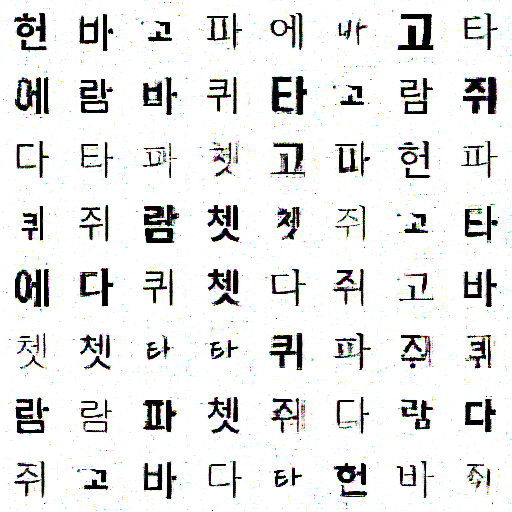 헌 바 고 파 에 바 고 타
에 람 바 퀴 타 고 람 쥐
다 타 파 쳇 고 파 헌 파
퀴 쥐 람 쳇 쳇 쥐 고 타
에 다 퀴 쳇 다 쥐 고 바
쳇 쳇 타 타 퀴 파 쥐 퀴
람 람 파 쳇 쥐 다 람 다
쥐 고 바 다 타 헌 바 쥐